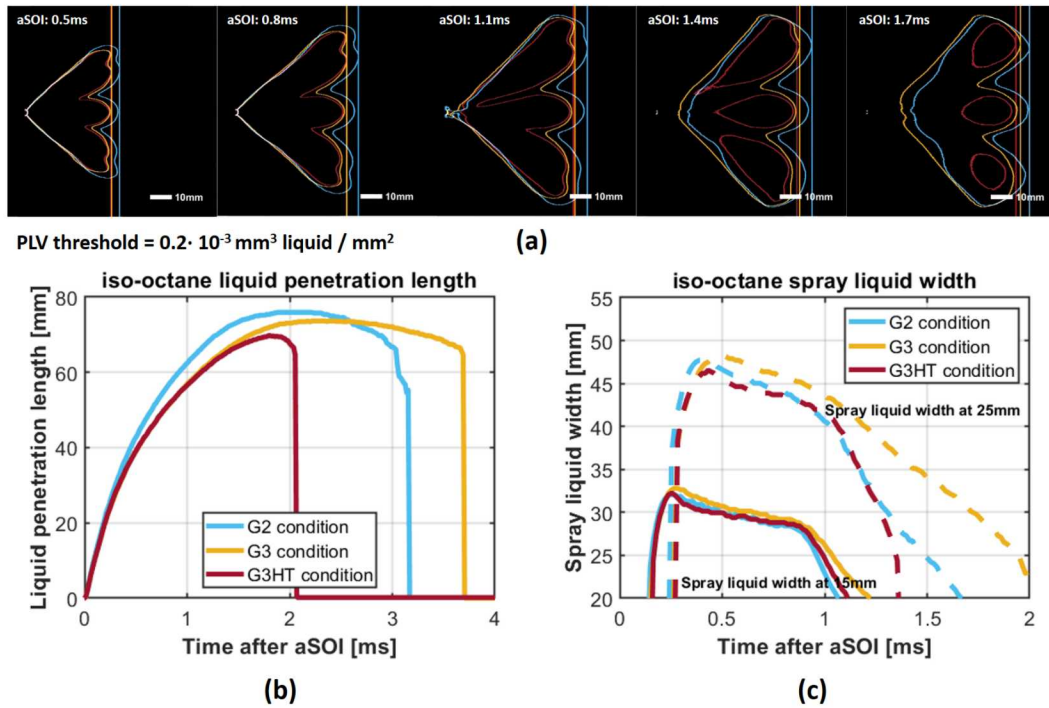 aSOI: 0.5ms
aSOI: 0.8ms
aSOI: 1.1ms
aSOI: 1.4ms
aSOI: 1.7ms
10mm
10mm
10mm
10mm
10mm
PLV threshold = 0.2· 10⁻³ mm³ liquid / mm²
(a)
iso-octane liquid penetration length
Liquid penetration length [mm]
80
60
40
20
0
G2 condition
G3 condition
G3HT condition
0
1
2
3
4
Time after aSOI [ms]
(b)
iso-octane spray liquid width
Spray liquid width [mm]
55
50
45
40
35
30
25
20
G2 condition
G3 condition
G3HT condition
Spray liquid width at 25mm
Spray liquid width at 15mm
0
0.5
1
1.5
2
Time after aSOI [ms]
(c)